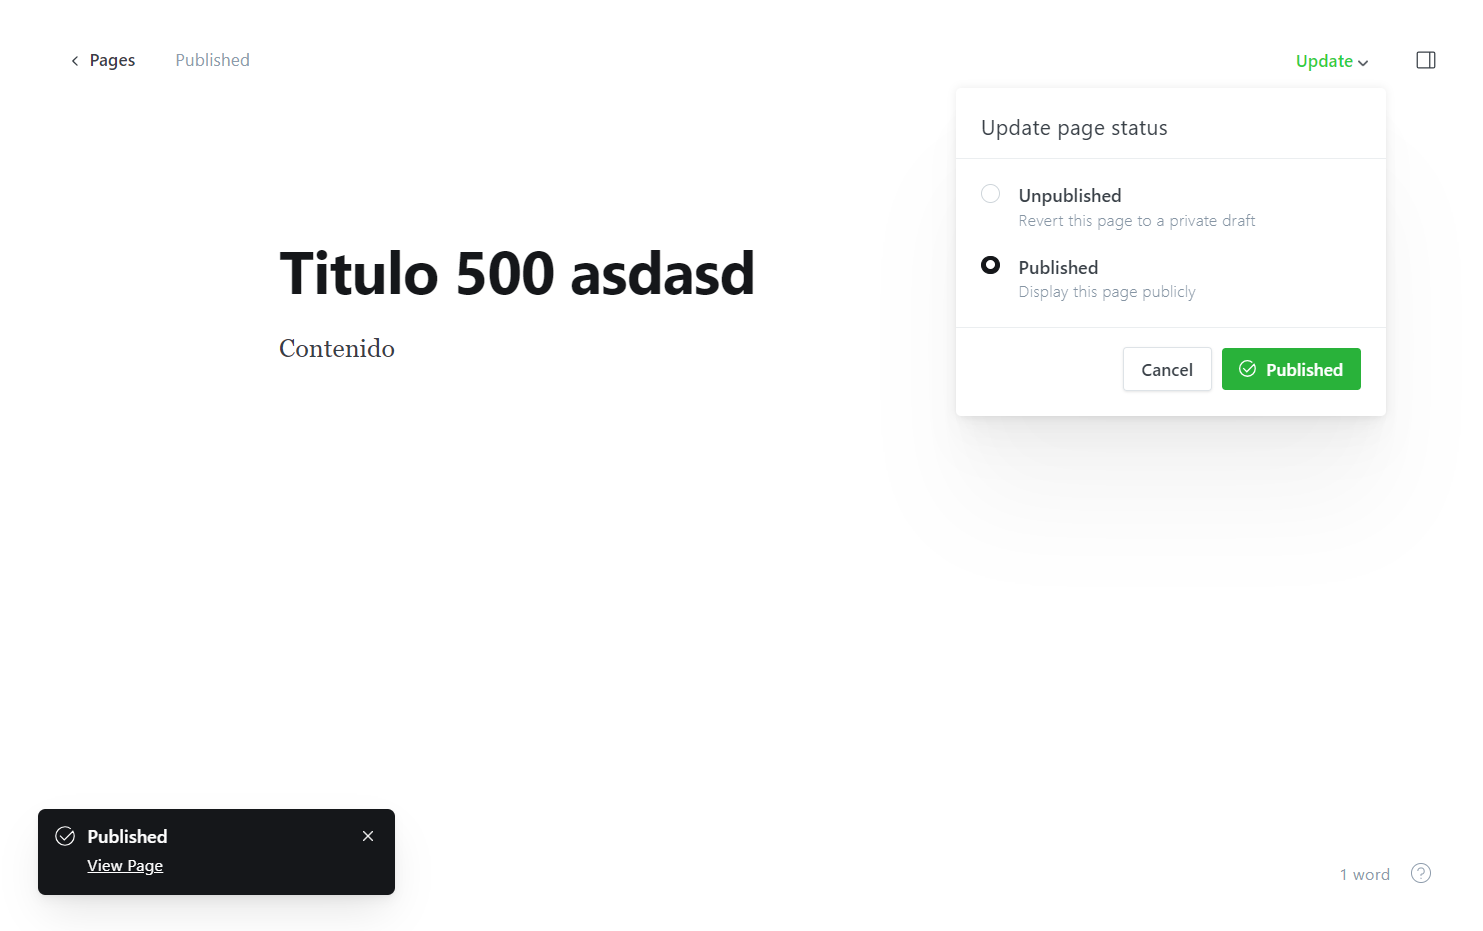 Pages
Published
Update
Update page status
Unpublished
Revert this page to a private draft
Published
Display this page publicly
Cancel
Published
Titulo 500 asdasd
Contenido
Published
View Page
1 word
?